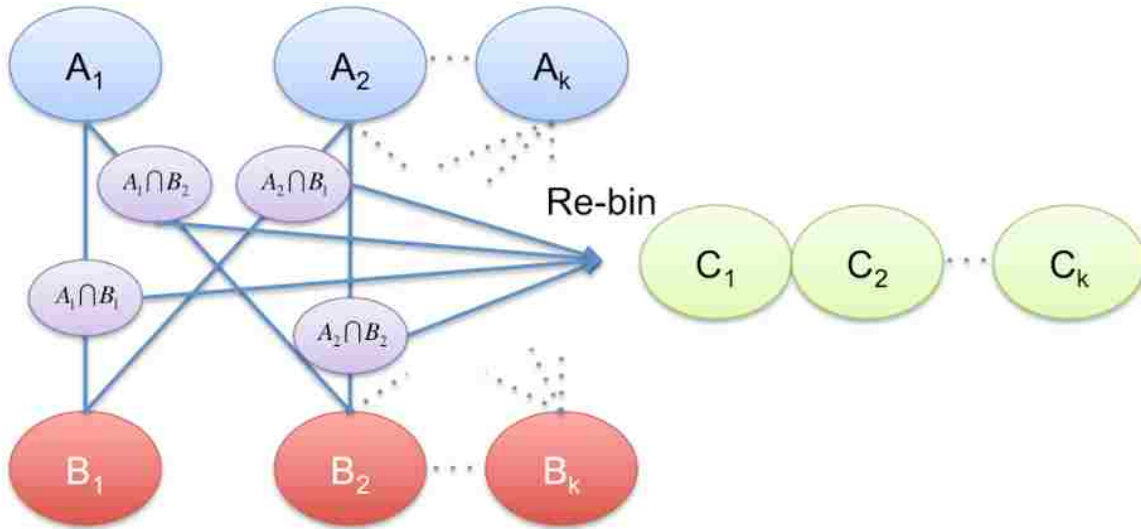 A₁ A₂ ...... Aₖ
A₁∩B₂ A₂∩B₁
Re-bin
C₁ C₂ ...... Cₖ
A₁∩B₁
A₂∩B₂
B₁ B₂ ...... Bₖ